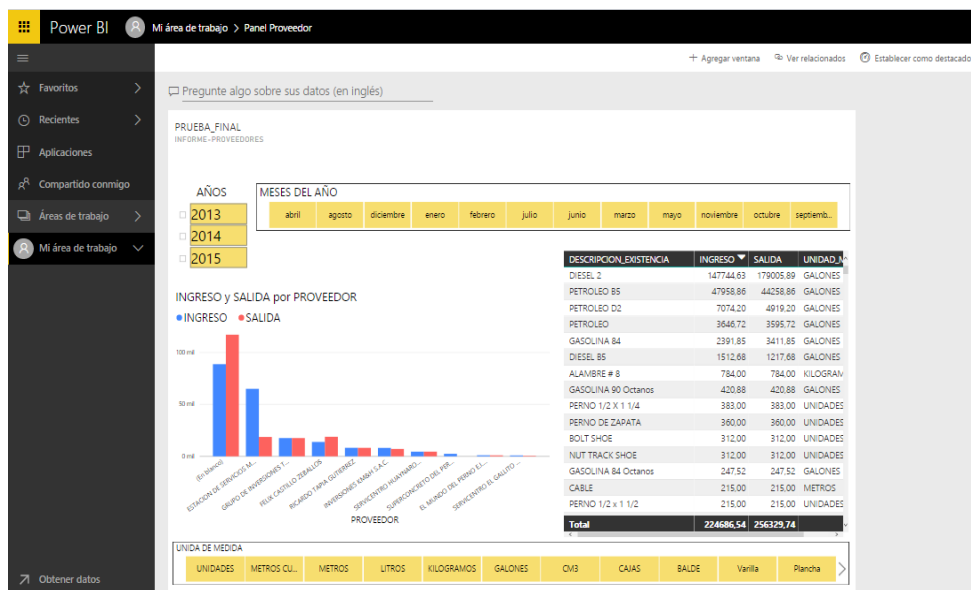 Power BI Mi área de trabajo > Panel Proveedor
+ Agregar ventana Ver relacionados Establecer como destacado
Favoritos
Recientes
Aplicaciones
Compartido conmigo
Áreas de trabajo
Mi área de trabajo
Obtener datos
Pregunte algo sobre sus datos (en inglés)
PRUEBA_FINAL
INFORME-PROVEEDORES
AÑOS
2013
2014
2015
MESES DEL AÑO
abril agosto diciembre enero febrero julio junio marzo mayo noviembre octubre septiemb...
INGRESO y SALIDA por PROVEEDOR
INGRESO SALIDA
100 mil
50 mil
0 mil
(En blanco)
ESTACION DE SERVICIOS M...
GRUPO DE INVERSIONES T...
FELIX CASTILLO ZEBALLOS
RICARDO TAPIA GUTIERREZ
INVERSIONES KM&H S.A.C.
SERVICENTRO HUAYNARO...
SUPERCONCRETO DEL PER...
EL MUNDO DEL PERNO E.I....
SERVICENTRO EL GALLITO ...
PROVEEDOR
DESCRIPCION_EXISTENCIA INGRESO SALIDA UNIDAD_M
DIESEL 2 147744,63 179005,89 GALONES
PETROLEO B5 47958,86 44258,86 GALONES
PETROLEO D2 7074,20 4919,20 GALONES
PETROLEO 3646,72 3595,72 GALONES
GASOLINA 84 2391,85 3411,85 GALONES
DIESEL B5 1512,68 1217,68 GALONES
ALAMBRE # 8 784,00 784,00 KILOGRAM
GASOLINA 90 Octanos 420,88 420,88 GALONES
PERNO 1/2 X 1 1/4 383,00 383,00 UNIDADES
PERNO DE ZAPATA 360,00 360,00 UNIDADES
BOLT SHOE 312,00 312,00 UNIDADES
NUT TRACK SHOE 312,00 312,00 UNIDADES
GASOLINA 84 Octanos 247,52 247,52 GALONES
CABLE 215,00 215,00 METROS
PERNO 1/2 x 1 1/2 215,00 215,00 UNIDADES
Total 224686,54 256329,74
UNIDA DE MEDIDA
UNIDADES METROS CU... METROS LITROS KILOGRAMOS GALONES CM3 CAJAS BALDE Varilla Plancha